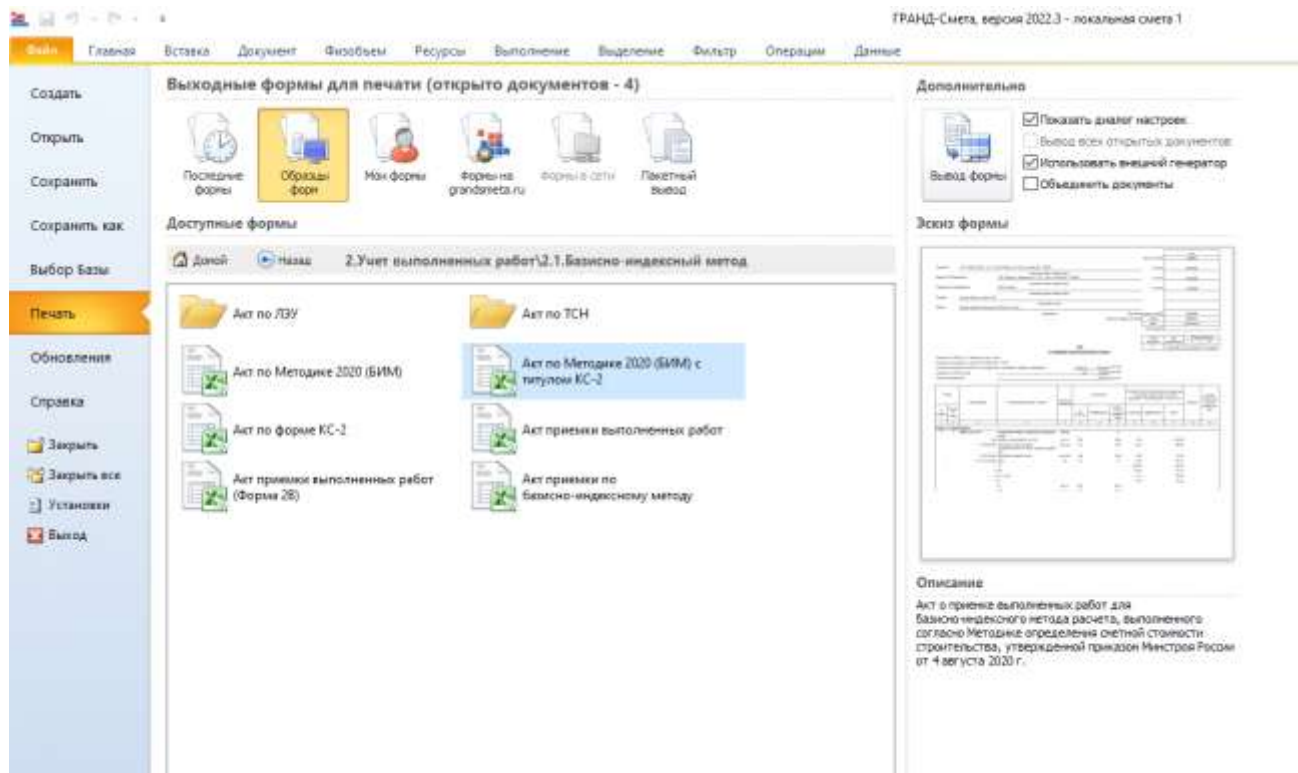 ГРАНД-Смета, версия 2022.3 - локальная смета 1
Файл Главная Вставка Документ Физобъем Ресурсы Выполнение Выделение Фильтр Операции Данные
Создать
Открыть
Сохранить
Сохранить как
Выбор Базы
Печать
Обновления
Справка
Закрыть
Закрыть все
Установки
Выход
Выходные формы для печати (открыто документов - 4)
Последние формы
Образцы форм
Мои формы
Формы на grandsmeta.ru
Формы в сети
Пакетный вывод
Доступные формы
Домой Назад 2.Учет выполненных работ\2.1.Базисно-индексный метод
Акт по ЛЗУ
Акт по ТСН
Акт по Методике 2020 (БИМ)
Акт по Методике 2020 (БИМ) с
титулом КС-2
Акт по форме КС-2
Акт приемки выполненных работ
Акт приемки выполненных работ
(Форма 2В)
Акт приемки по
базисно-индексному методу
Дополнительно
Вывод формы
Показать диалог настроек
Вывод всех открытых документов
Использовать внешний генератор
Объединить документы
Эскиз формы
Описание
Акт о приемке выполненных работ для
Базисно-индексного метода расчета, выполненного
согласно Методике определения сметной стоимости
строительства, утвержденной приказом Минстроя России
от 4 августа 2020 г.